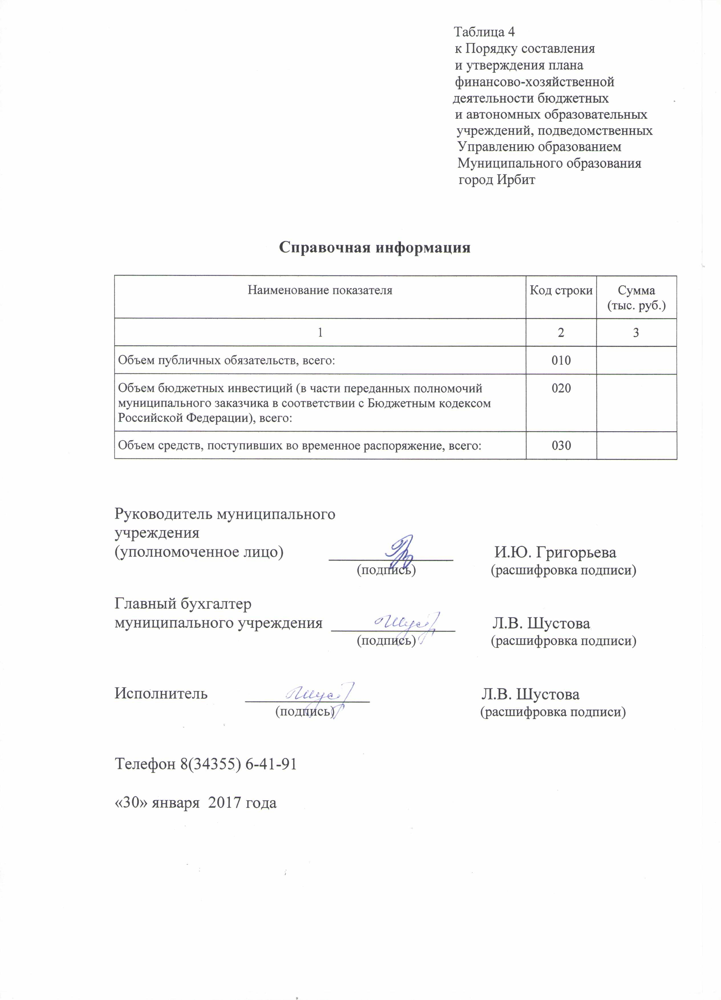 Таблица 4
к Порядку составления
и утверждения плана
финансово-хозяйственной
деятельности бюджетных
и автономных образовательных
учреждений, подведомственных
Управлению образованием
Муниципального образования
город Ирбит
Справочная информация
Наименование показателя Код строки Сумма
(тыс. руб.)
1 2 3
Объем публичных обязательств, всего: 010
Объем бюджетных инвестиций (в части переданных полномочий 020
муниципального заказчика в соответствии с Бюджетным кодексом
Российской Федерации), всего:
Объем средств, поступивших во временное распоряжение, всего: 030
Руководитель муниципального
учреждения
(уполномоченное лицо) И.Ю. Григорьева
(подпись) (расшифровка подписи)
Главный бухгалтер
муниципального учреждения Л.В. Шустова
(подпись) (расшифровка подписи)
Исполнитель Л.В. Шустова
(подпись) (расшифровка подписи)
Телефон 8(34355) 6-41-91
«30» января 2017 года